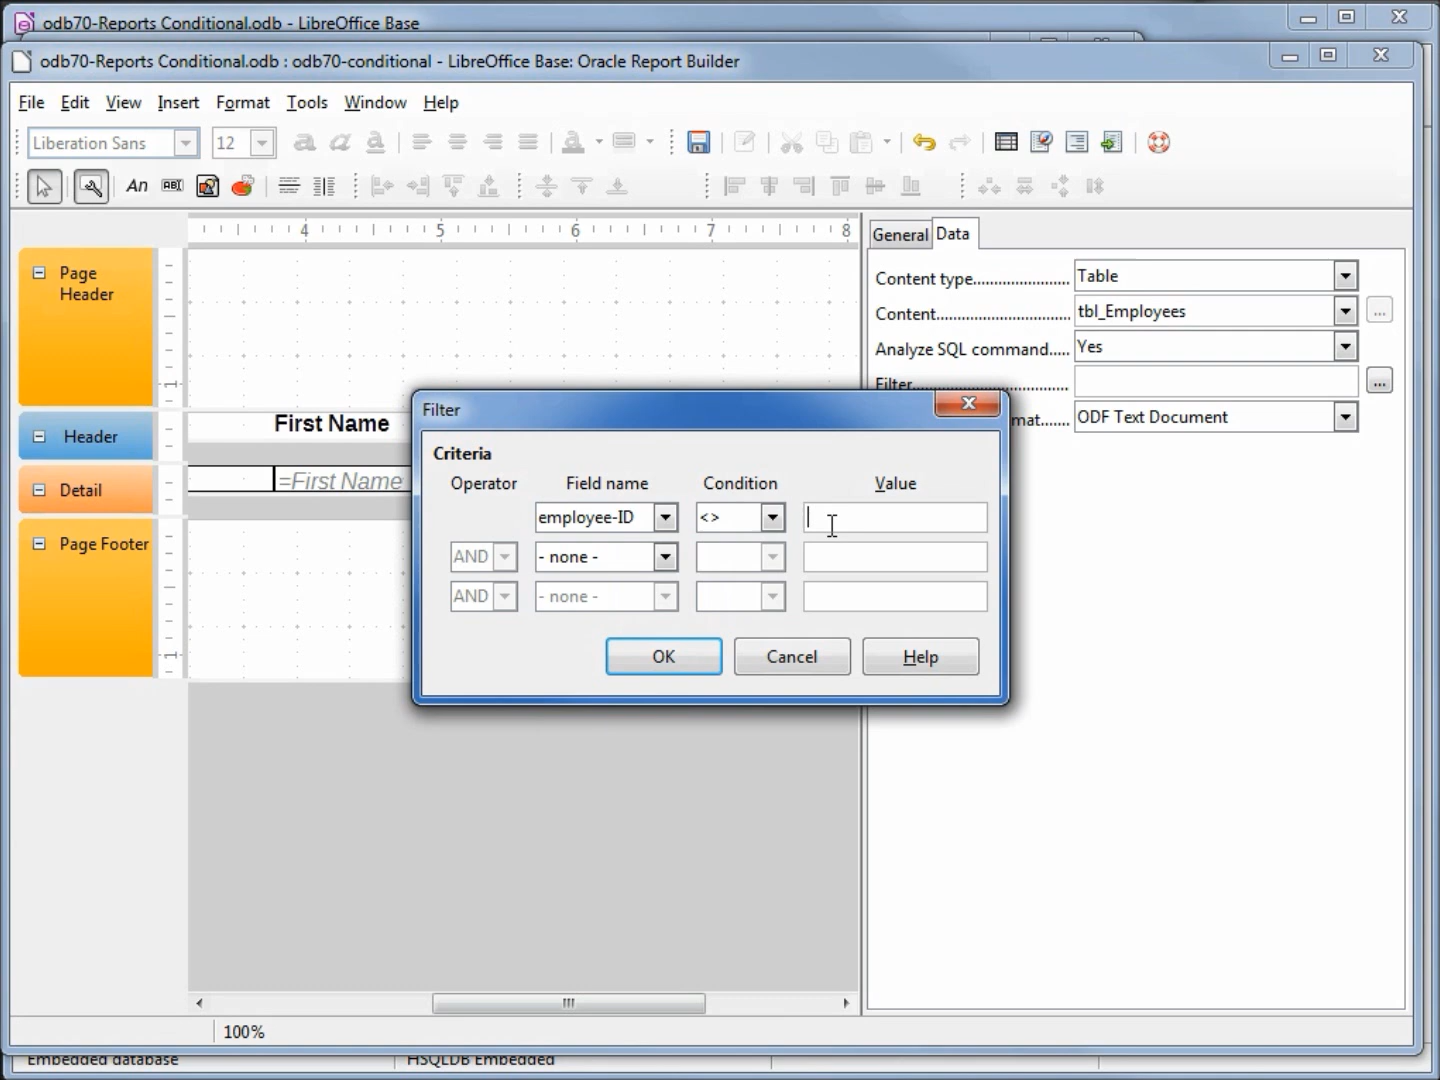 odb70-Reports Conditional.odb - LibreOffice Base
odb70-Reports Conditional.odb : odb70-conditional - LibreOffice Base: Oracle Report Builder
File Edit View Insert Format Tools Window Help
Liberation Sans 12
An ABI
4 5 6 7 8
General Data
Page Header
Content type Table
Content tbl_Employees ...
Analyze SQL command Yes
Filter ...
mat ODF Text Document
1
Header First Name
Detail =First Name
Page Footer
1
Filter
Criteria
Operator Field name Condition Value
employee-ID <>
AND - none -
AND - none -
OK Cancel Help
100%
Embedded database HSQLDB Embedded